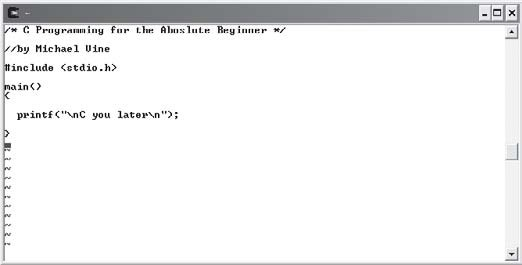 /* C Programming for the Absolute Beginner */
//by Michael Vine
#include <stdio.h>
main()
{
printf("\nC you later\n");
}
~
~
~
~
~
~
~
~
~
~
~